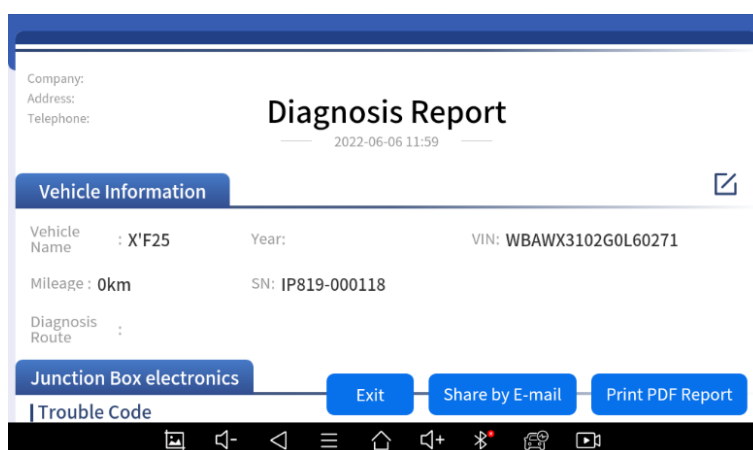 Company:
Address:
Telephone:
Diagnosis Report
2022-06-06 11:59
Vehicle Information
Vehicle Name : X'F25 Year: VIN: WBAWX3102G0L60271
Mileage : 0km SN: IP819-000118
Diagnosis Route :
Junction Box electronics
Exit Share by E-mail Print PDF Report
Trouble Code